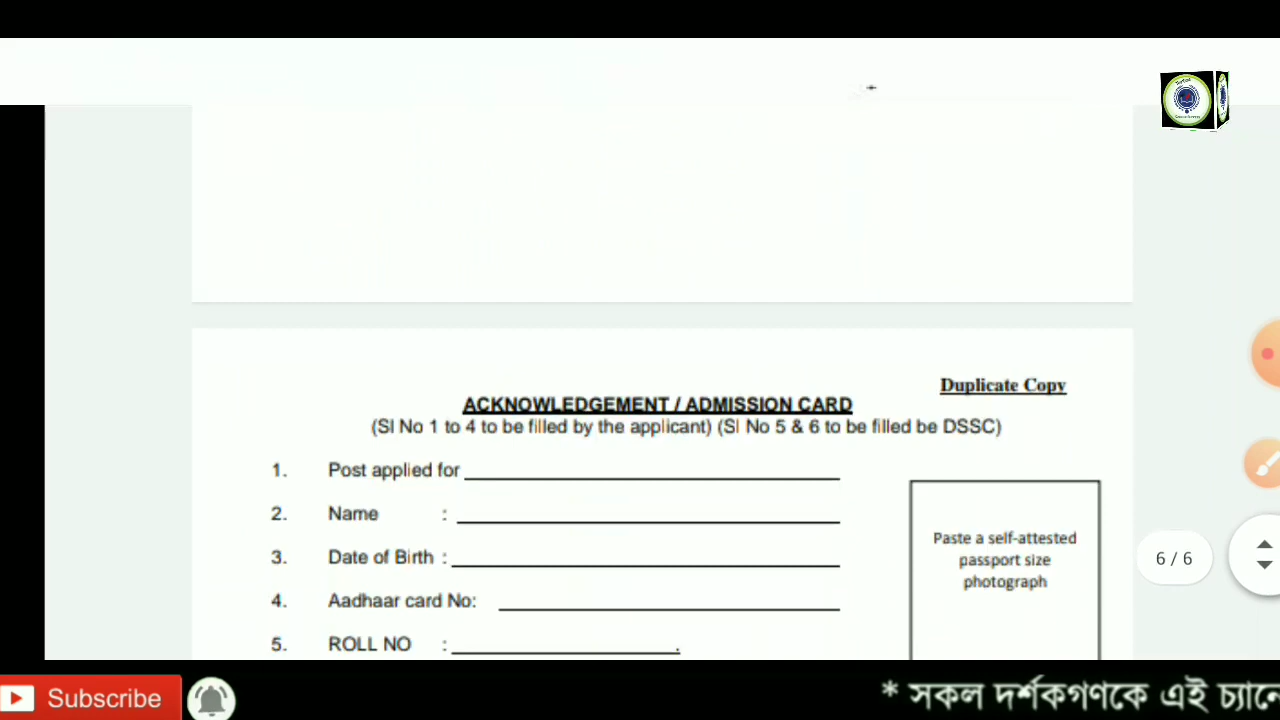 Duplicate Copy
ACKNOWLEDGEMENT / ADMISSION CARD
(Sl No 1 to 4 to be filled by the applicant) (Sl No 5 & 6 to be filled be DSSC)
1. Post applied for
2. Name :
3. Date of Birth :
4. Aadhaar card No:
5. ROLL NO : .
Paste a self-attested
passport size
photograph
6 / 6
Subscribe
* সকল দর্শকগণকে এই চ্যানে